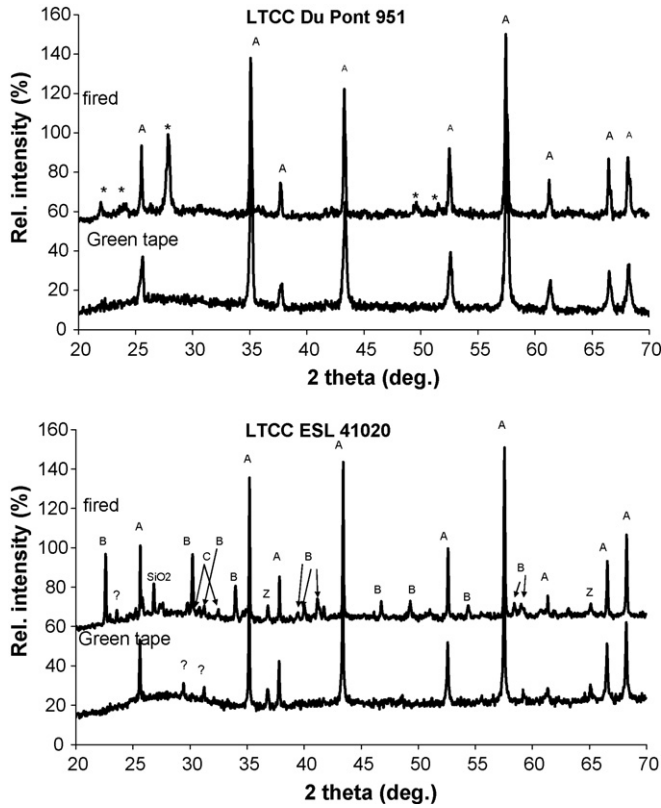 LTCC Du Pont 951
Rel. intensity (%)
160
140
120
100
80
60
40
20
0
fired
Green tape
* * A * A A A * * A A A A A
20 25 30 35 40 45 50 55 60 65 70
2 theta (deg.)
LTCC ESL 41020
Rel. intensity (%)
160
140
120
100
80
60
40
20
0
fired
Green tape
B ? A SiO2 B C B B A Z A B A B B A B A B A Z A A
? ?
20 25 30 35 40 45 50 55 60 65 70
2 theta (deg.)